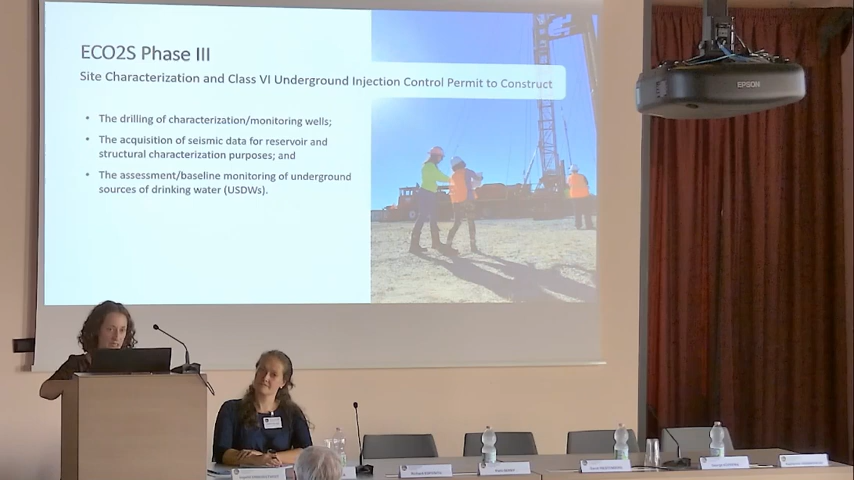 ECO2S Phase III
Site Characterization and Class VI Underground Injection Control Permit to Construct
• The drilling of characterization/monitoring wells;
• The acquisition of seismic data for reservoir and
structural characterization purposes; and
• The assessment/baseline monitoring of underground
sources of drinking water (USDWs).
EPSON